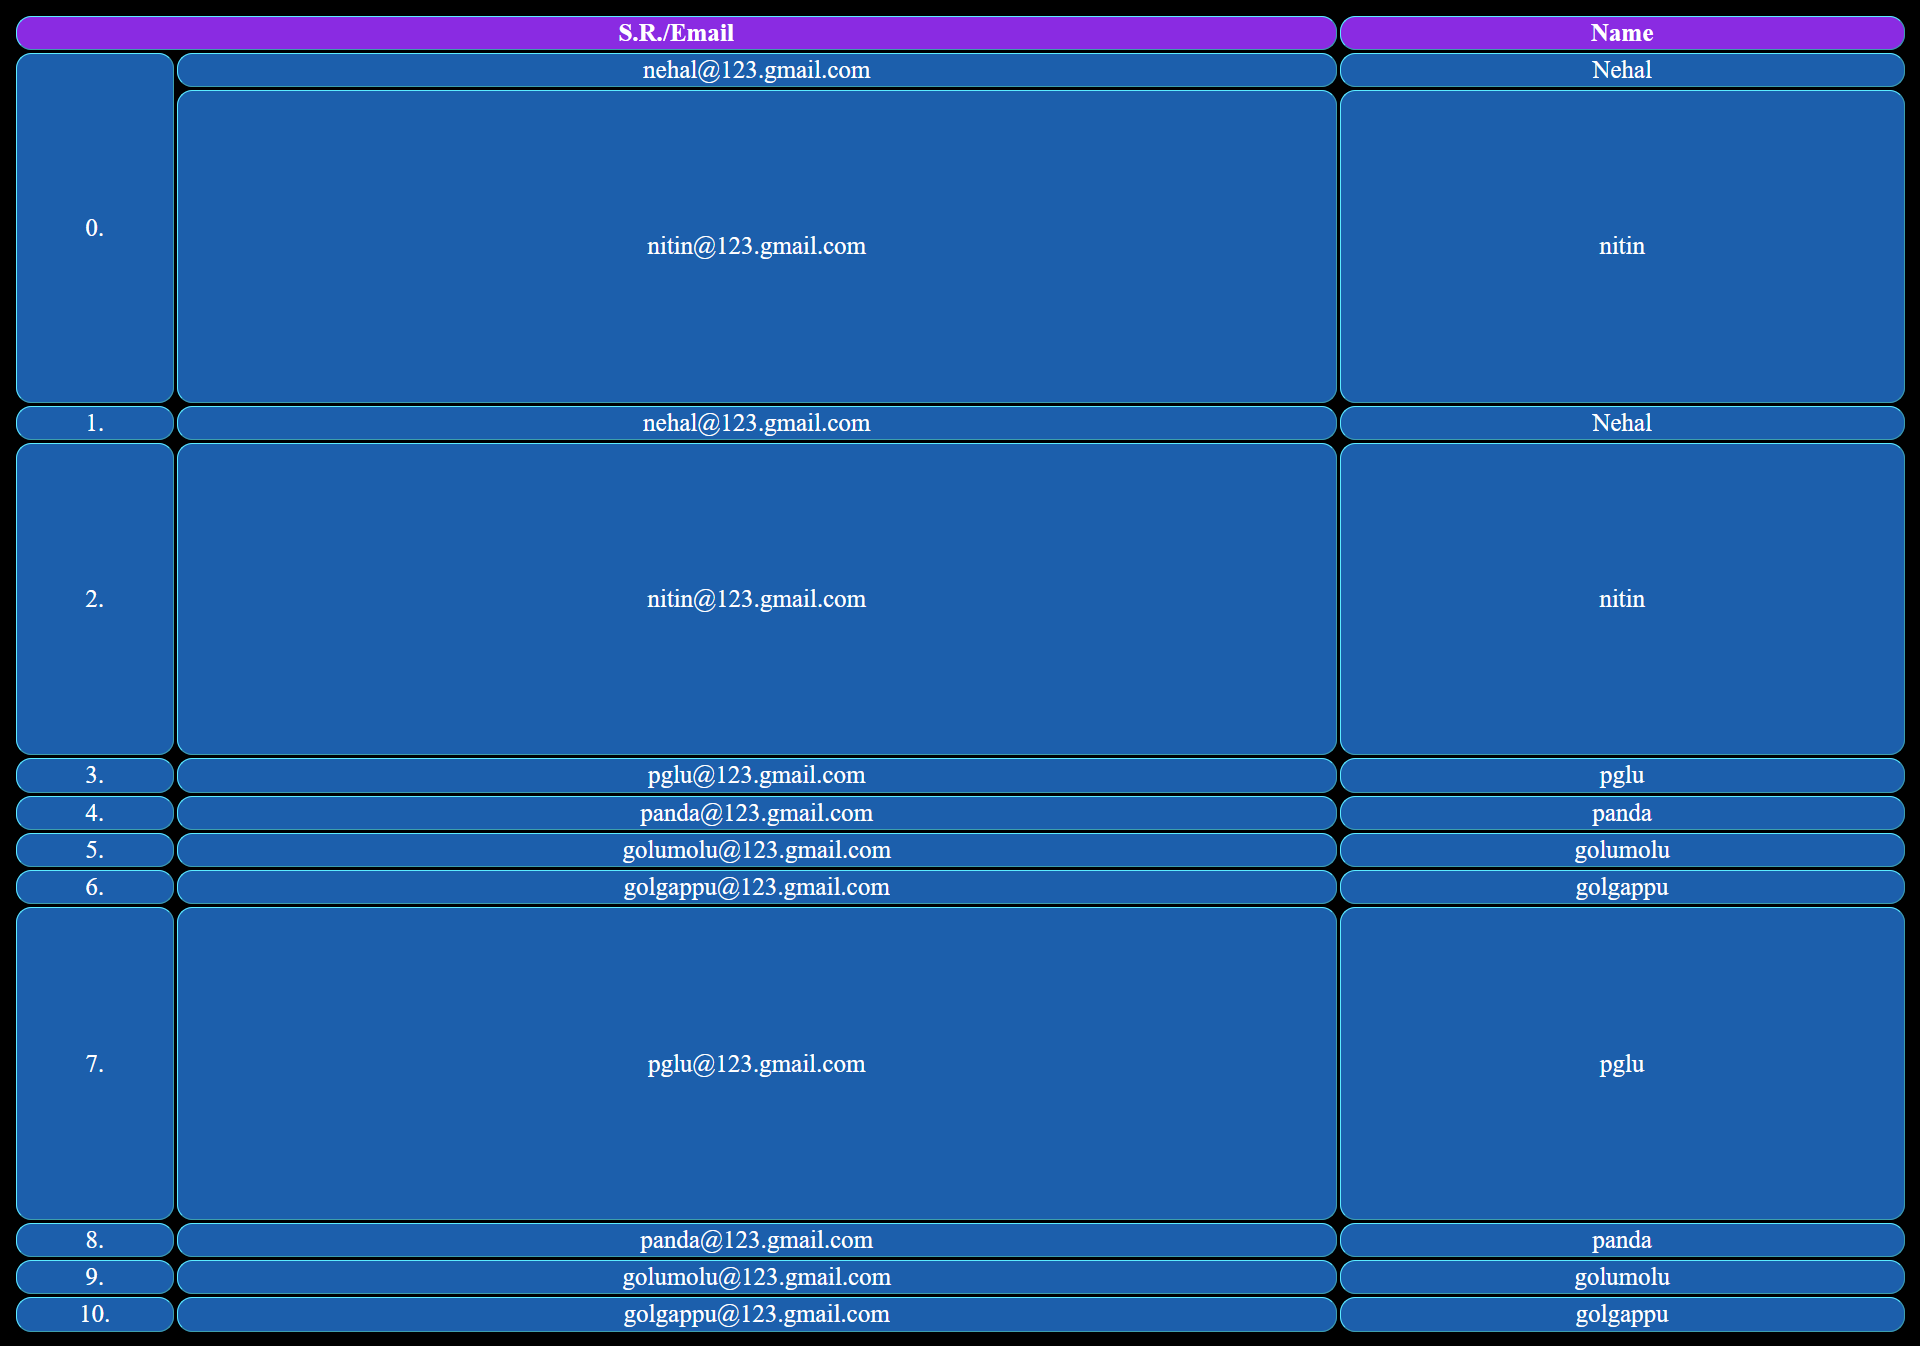 S.R./Email Name
nehal@123.gmail.com Nehal
0. nitin@123.gmail.com nitin
1. nehal@123.gmail.com Nehal
2. nitin@123.gmail.com nitin
3. pglu@123.gmail.com pglu
4. panda@123.gmail.com panda
5. golumolu@123.gmail.com golumolu
6. golgappu@123.gmail.com golgappu
7. pglu@123.gmail.com pglu
8. panda@123.gmail.com panda
9. golumolu@123.gmail.com golumolu
10. golgappu@123.gmail.com golgappu